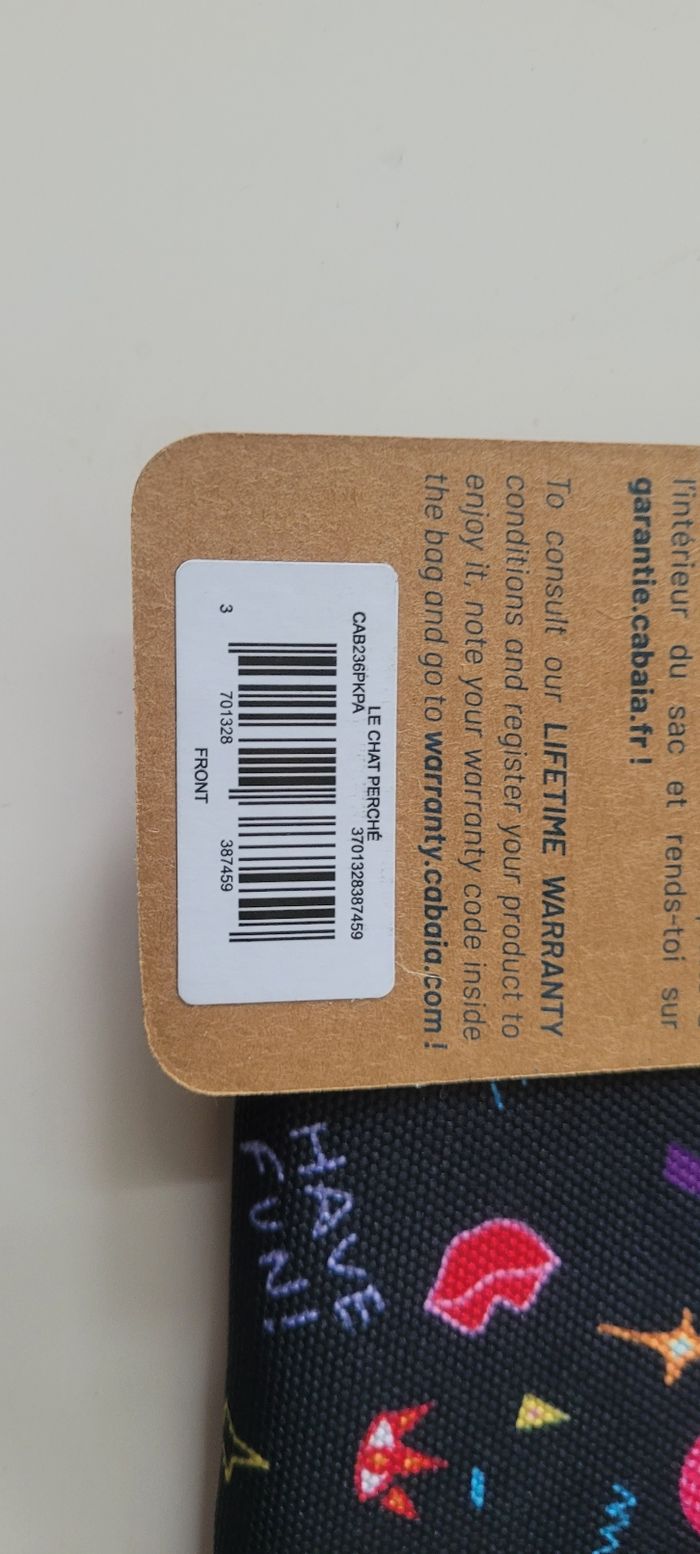 l'intérieur du sac et rends-toi sur
garantie.cabaia.fr !
To consult our LIFETIME WARRANTY
conditions and register your product to
enjoy it, note your warranty code inside
the bag and go to warranty.cabaia.com !
LE CHAT PERCHÉ
CAB236PKPA 3701328387459
3 701328 387459
FRONT
HAVE
FUN!